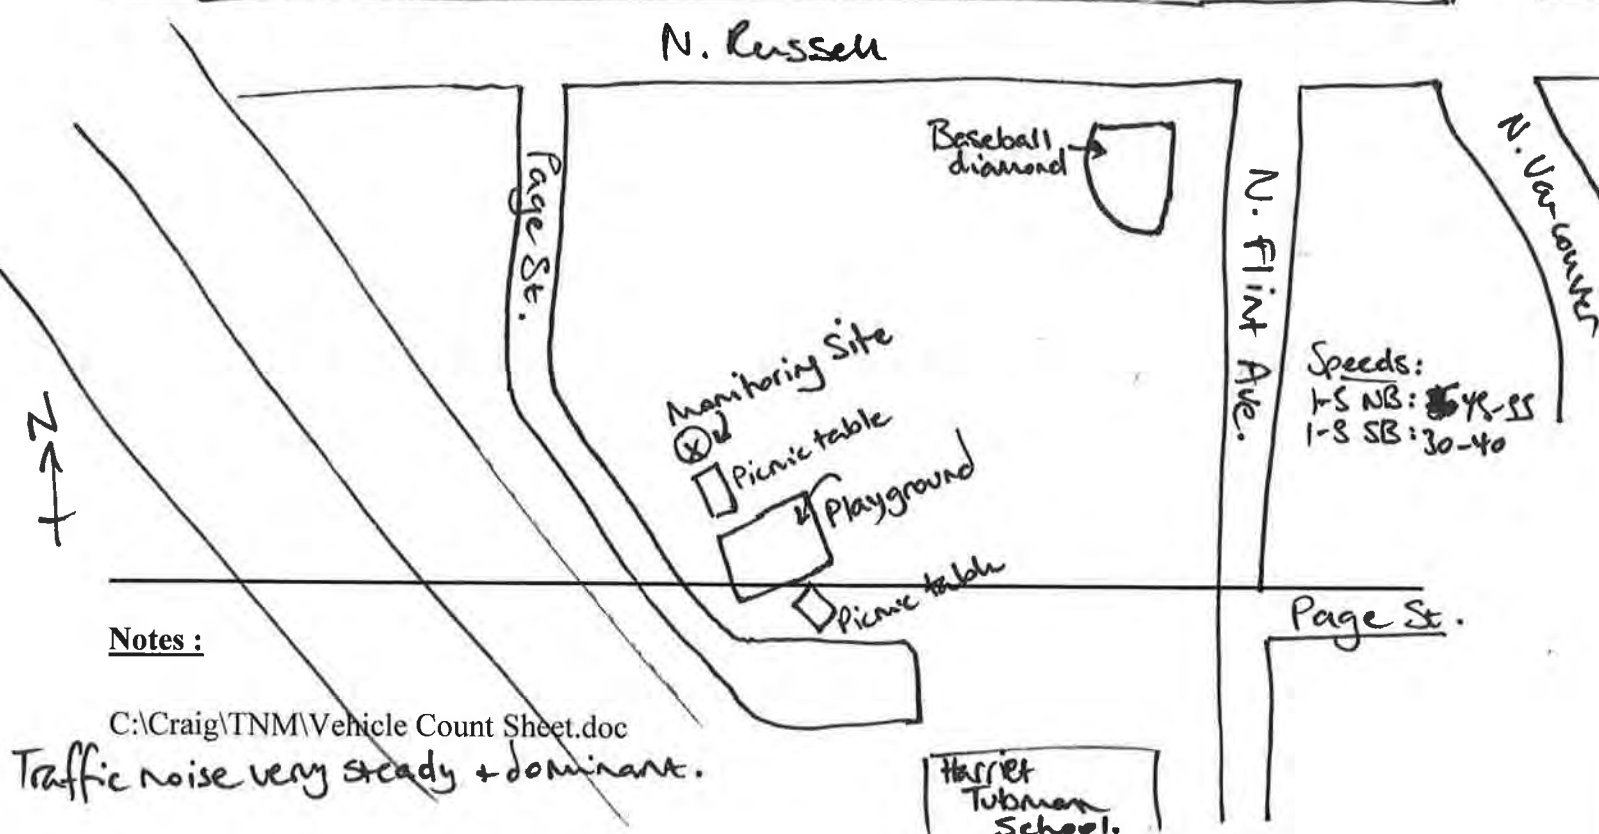 N. Russell
Baseball
diamond
Page St.
N. Flint Ave.
N. Vancouver
Monitoring Site
X
Picnic table
Playground
Picnic table
Speeds:
I-5 NB: 45-55
I-5 SB: 30-40
N
Page St.
Notes :
C:\Craig\TNM\Vehicle Count Sheet.doc
Traffic noise very steady + dominant.
Harriet
Tubman
School.